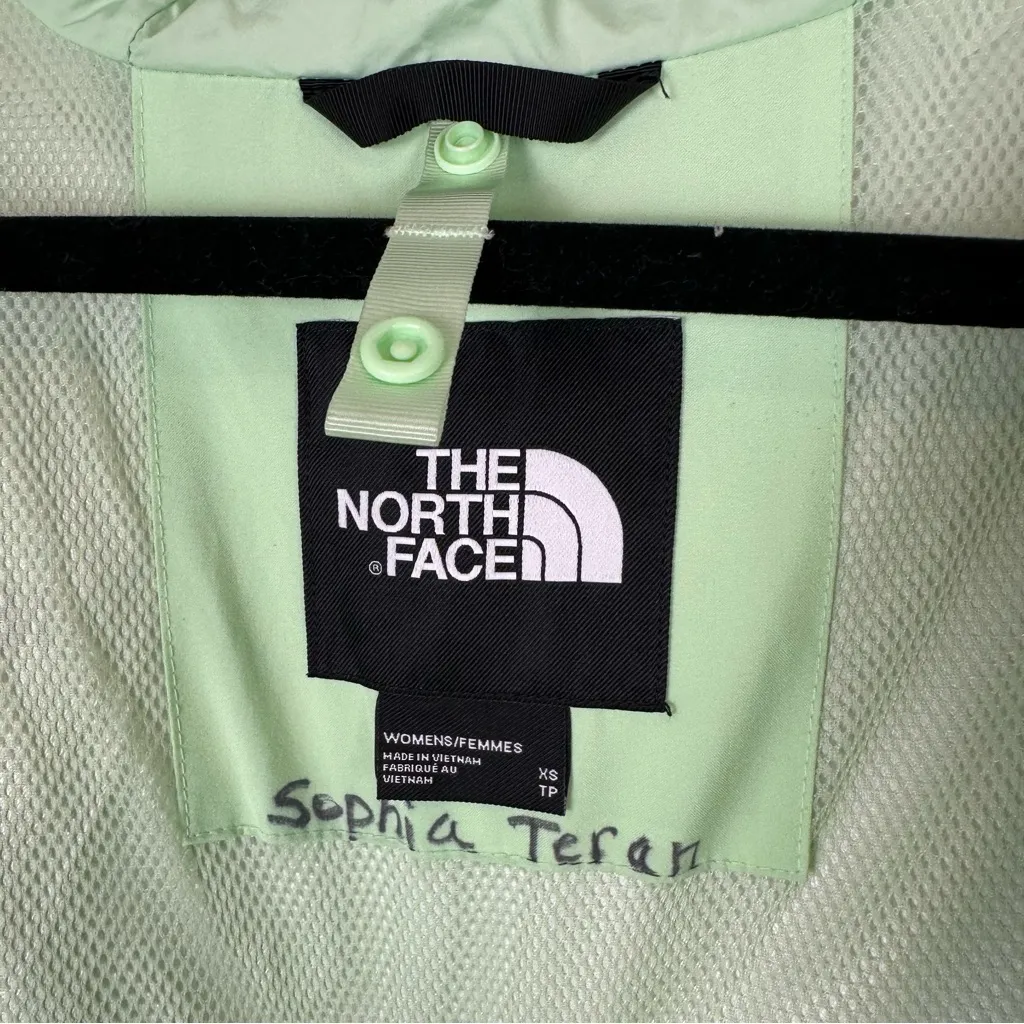 THE
NORTH
® FACE
WOMENS/FEMMES
MADE IN VIETNAM
FABRIQUÉ AU
VIETNAM
XS
TP
Sophia Teran